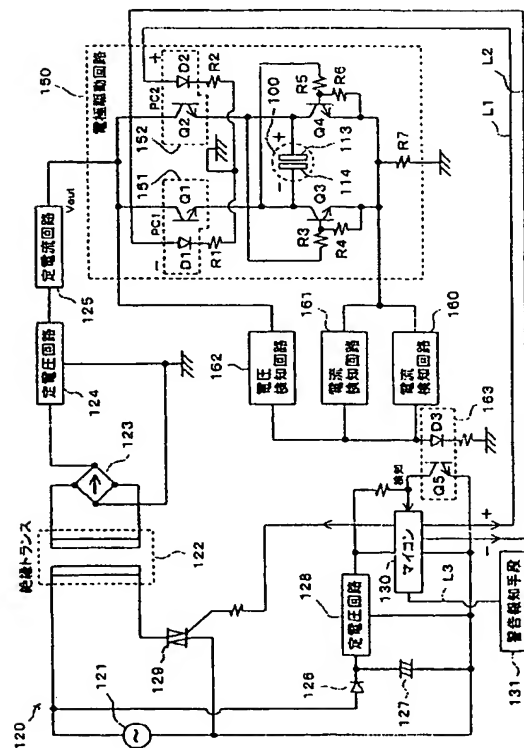 150
電極駆動回路
定電流回路
Vout
125
定電圧回路
124
123
絶縁トランス
122
129
121
120
PC1
PC2
151
152
Q1
Q2
D1
D2
−
+
R1
R2
100
−
+
113
114
Q3
Q4
R3
R4
R5
R6
R7
L2
L1
電圧
検知回路
162
電流
検知回路
161
電流
検知回路
160
163
D3
Q5
検知
マイコン
130
+
−
L3
定電圧回路
128
126
127
警告報知手段
131